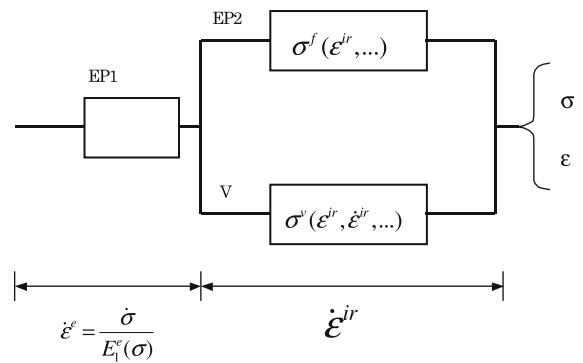 EP2
σ^f(ε^{ir},...)
EP1
σ
ε
V
σ^v(ε^{ir},ε̇^{ir},...)
ε̇^e = σ̇ / E_1^e(σ)
ε̇^{ir}